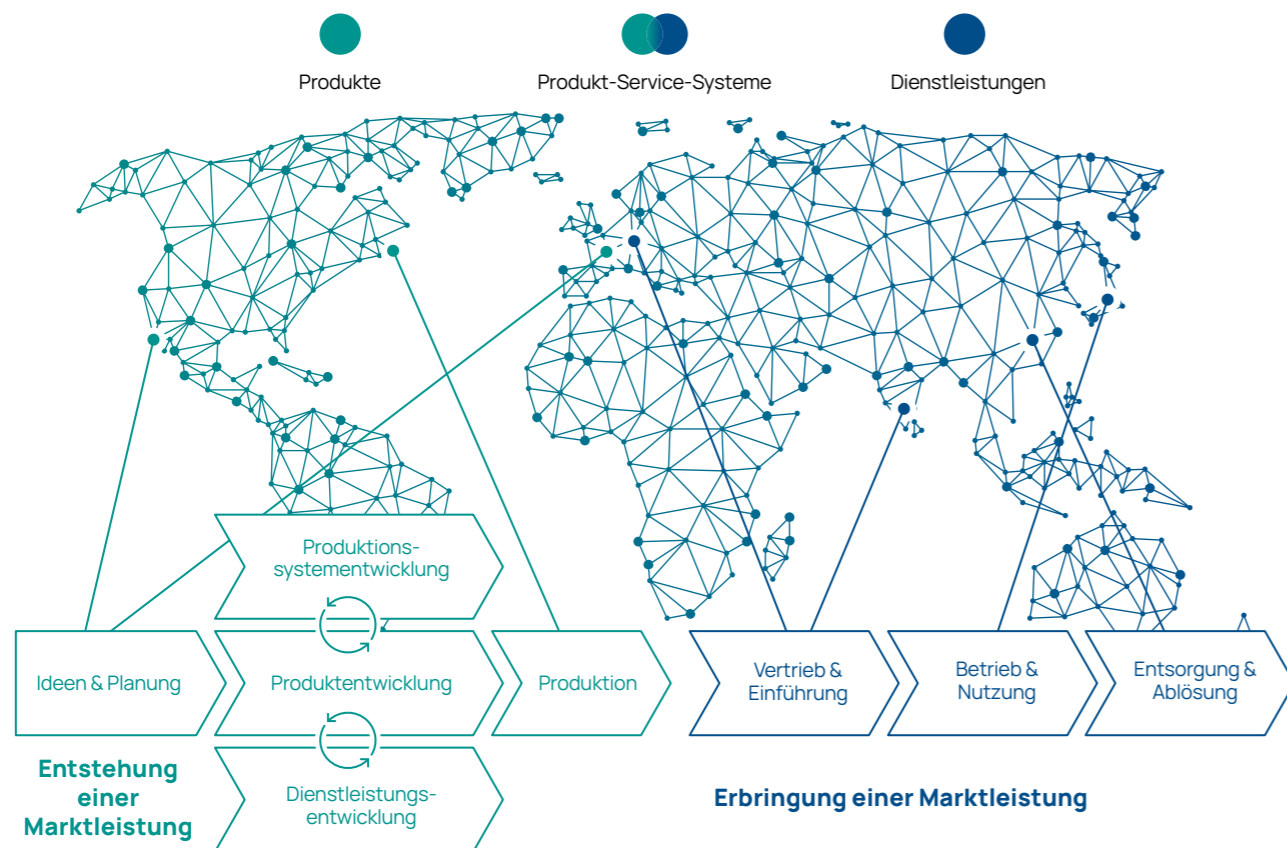 Produkte
Produkt-Service-Systeme
Dienstleistungen
Produktions-
systementwicklung
Ideen & Planung
Produktentwicklung
Produktion
Vertrieb &
Einführung
Betrieb &
Nutzung
Entsorgung &
Ablösung
Entstehung
einer
Marktleistung
Dienstleistungs-
entwicklung
Erbringung einer Marktleistung